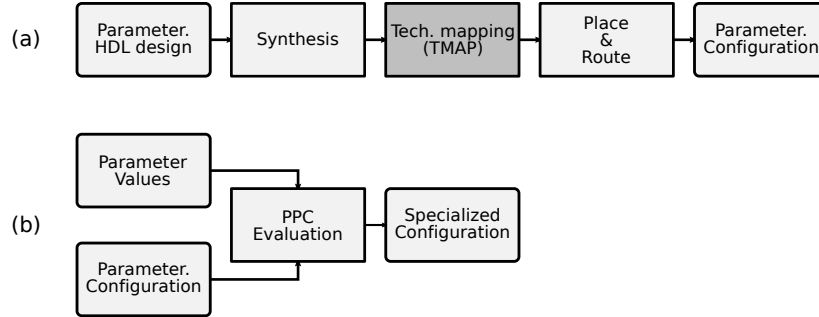 (a)
Parameter.
HDL design
Synthesis
Tech. mapping
(TMAP)
Place
&
Route
Parameter.
Configuration
(b)
Parameter
Values
Parameter.
Configuration
PPC
Evaluation
Specialized
Configuration